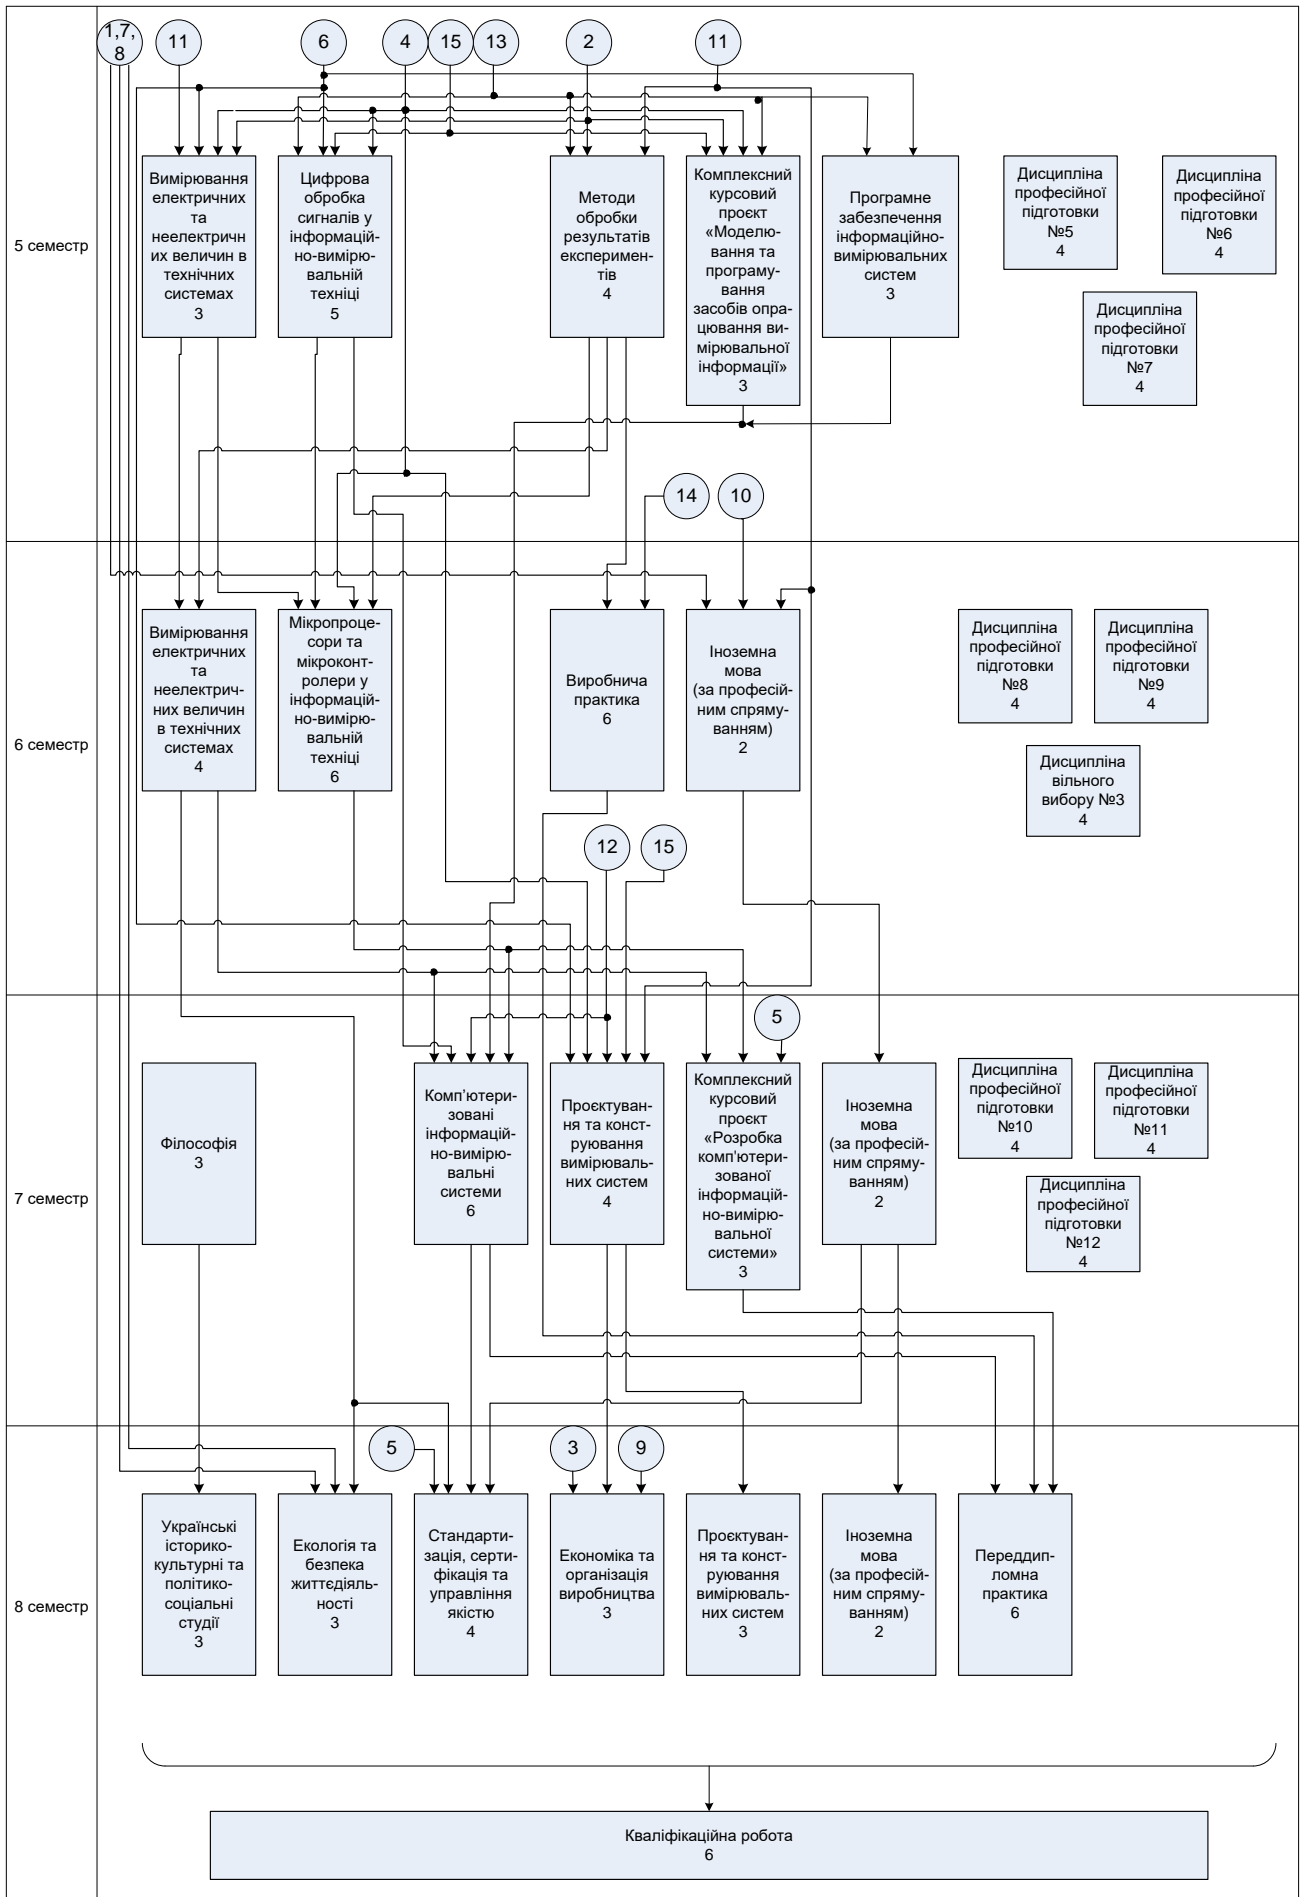 1,7,
8
11
6
4
15
13
2
11
5 семестр
Вимірювання
електричних
та
неелектричн
их величин в
технічних
системах
3
Цифрова
обробка
сигналів у
інформацій-
но-вимірю-
вальній
техніці
5
Методи
обробки
результатів
експеримен-
тів
4
Комплексний
курсовий
проєкт
«Моделю-
вання та
програму-
вання
засобів опра-
цювання ви-
мірювальної
інформації»
3
Програмне
забезпечення
інформаційно-
вимірювальних
систем
3
Дисципліна
професійної
підготовки
№5
4
Дисципліна
професійної
підготовки
№6
4
Дисципліна
професійної
підготовки
№7
4
14
10
6 семестр
Вимірювання
електричних
та
неелектрич-
них величин
в технічних
системах
4
Мікропроце-
сори та
мікроконт-
ролери у
інформацій-
но-вимірю-
вальній
техніці
6
Виробнича
практика
6
Іноземна
мова
(за професій-
ним спряму-
ванням)
2
Дисципліна
професійної
підготовки
№8
4
Дисципліна
професійної
підготовки
№9
4
Дисципліна
вільного
вибору №3
4
12
15
5
7 семестр
Філософія
3
Комп’ютери-
зовані
інформацій-
но-вимірю-
вальні
системи
6
Проєктуван-
ня та конст-
руювання
вимірюваль-
них систем
4
Комплексний
курсовий
проєкт
«Розробка
комп'ютери-
зованої
інформацій-
но-вимірю-
вальної
системи»
3
Іноземна
мова
(за професій-
ним спряму-
ванням)
2
Дисципліна
професійної
підготовки
№10
4
Дисципліна
професійної
підготовки
№11
4
Дисципліна
професійної
підготовки
№12
4
5
3
9
8 семестр
Українські
історико-
культурні та
політико-
соціальні
студії
3
Екологія та
безпека
життєдіяль-
ності
3
Стандарти-
зація, серти-
фікація та
управління
якістю
4
Економіка та
організація
виробництва
3
Проєктуван-
ня та конст-
руювання
вимірюваль-
них систем
3
Іноземна
мова
(за професій-
ним спряму-
ванням)
2
Переддип-
ломна
практика
6
Кваліфікаційна робота
6